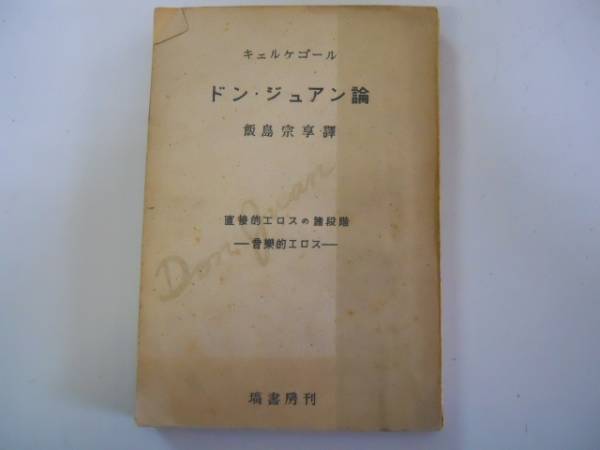 キェルケゴール
ドン・ジュアン論
飯島宗享譯
直接的エロスの諸段階
―音樂的エロス―
Don Juan
塙書房刊